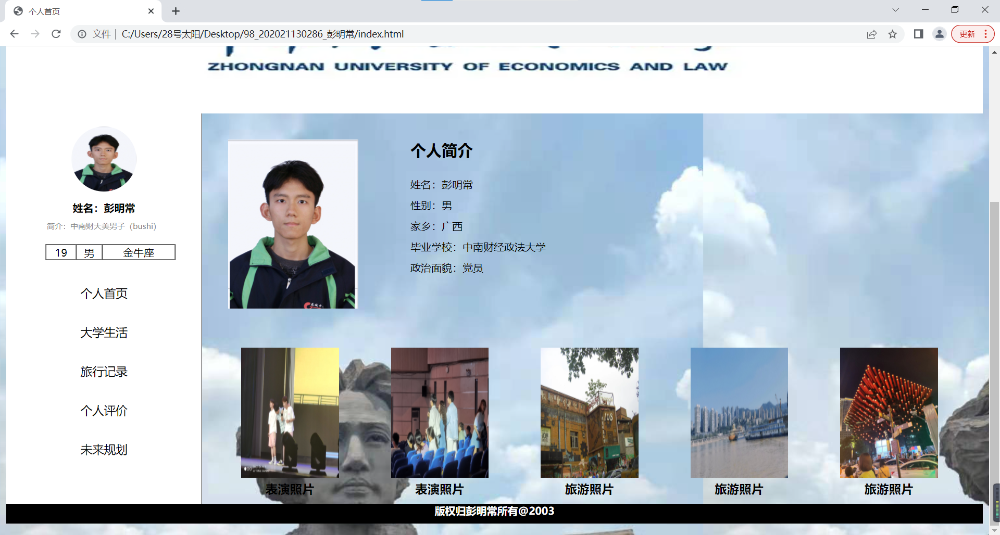 个人首页
文件 | C:/Users/28号太阳/Desktop/98_202021130286_彭明常/index.html
更新
ZHONGNAN UNIVERSITY OF ECONOMICS AND LAW
姓名：彭明常
简介：中南财大美男子（bushi）
19 男 金牛座
个人首页
大学生活
旅行记录
个人评价
未来规划
个人简介
姓名：彭明常
性别：男
家乡：广西
毕业学校：中南财经政法大学
政治面貌：党员
表演照片 表演照片 旅游照片 旅游照片 旅游照片
版权归彭明常所有@2003